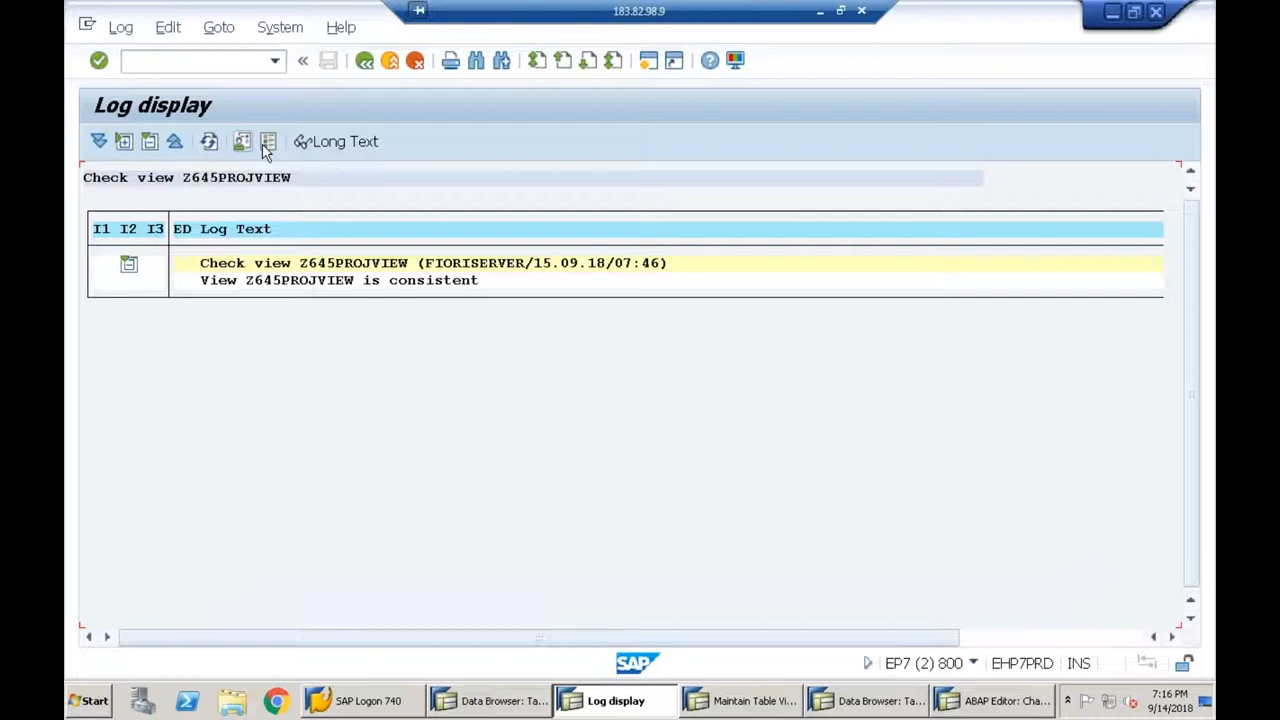 183.82.98.9
Log Edit Goto System Help
Log display
Long Text
Check view Z645PROJVIEW
I1 I2 I3 ED Log Text
Check view Z645PROJVIEW (FIORISERVER/15.09.18/07:46)
View Z645PROJVIEW is consistent
SAP
EP7 (2) 800 EHP7PRD INS
Start SAP Logon 740 Data Browser: Ta... Log display Maintain Table Vi... Data Browser: Ta... ABAP Editor: Cha... 7:16 PM
9/14/2018